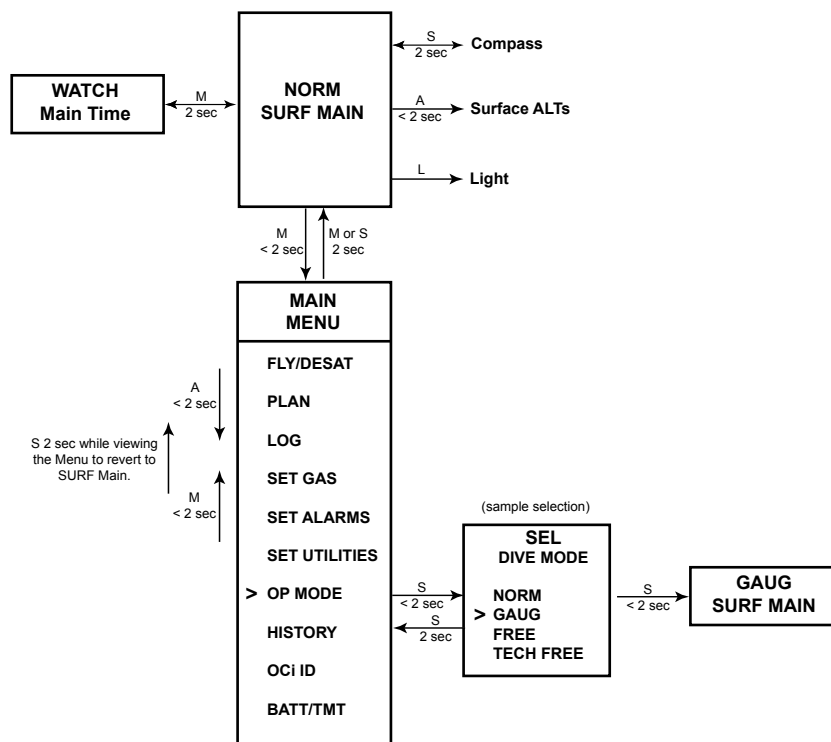 S
2 sec
Compass
WATCH
Main Time
M
2 sec
NORM
SURF MAIN
A
< 2 sec
Surface ALTs
L
Light
M
< 2 sec
M or S
2 sec
MAIN
MENU
FLY/DESAT
PLAN
LOG
SET GAS
SET ALARMS
SET UTILITIES
> OP MODE
HISTORY
OCi ID
BATT/TMT
A
< 2 sec
S 2 sec while viewing
the Menu to revert to
SURF Main.
M
< 2 sec
S
< 2 sec
S
2 sec
(sample selection)
SEL
DIVE MODE
NORM
> GAUG
FREE
TECH FREE
S
< 2 sec
GAUG
SURF MAIN